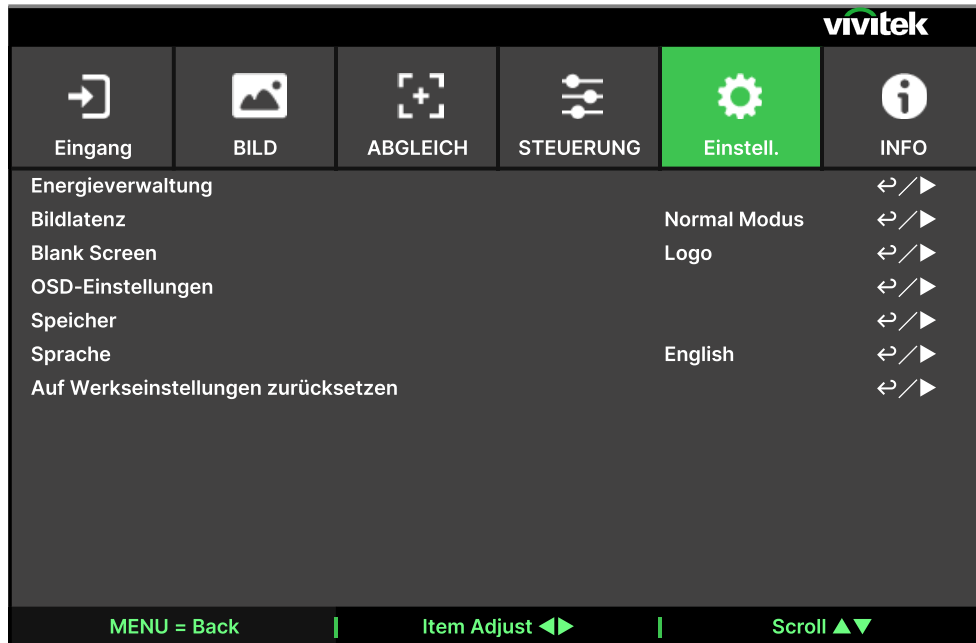 vivitek
Eingang BILD ABGLEICH STEUERUNG Einstell. INFO
Energieverwaltung
Bildlatenz Normal Modus
Blank Screen Logo
OSD-Einstellungen
Speicher
Sprache English
Auf Werkseinstellungen zurücksetzen
MENU = Back Item Adjust ◀▶ Scroll ▲▼